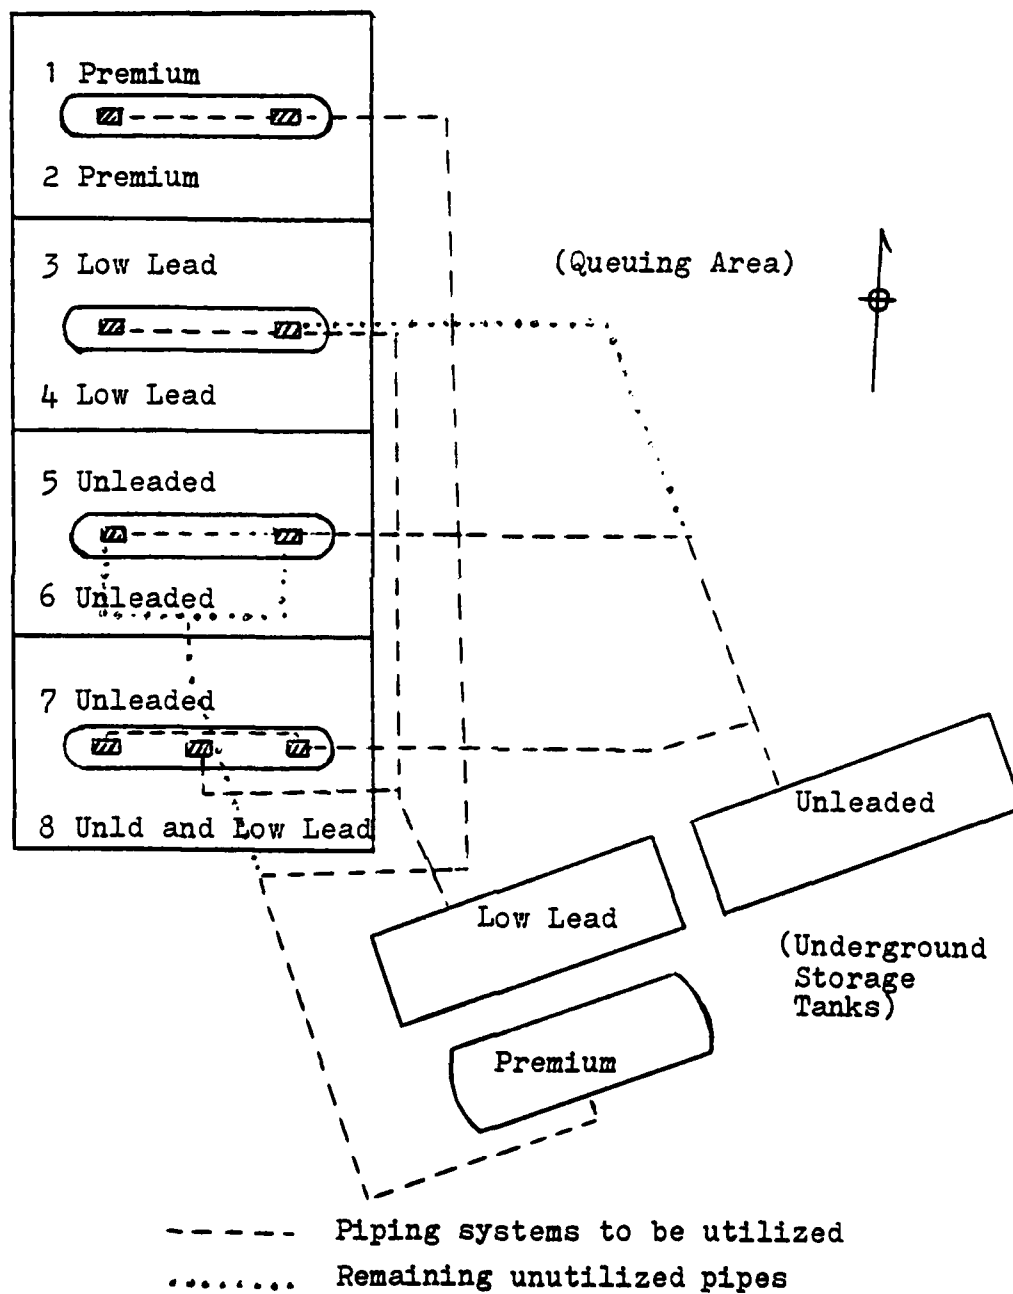 1 Premium
2 Premium
3 Low Lead
(Queuing Area)
4 Low Lead
5 Unleaded
6 Unleaded
7 Unleaded
8 Unld and Low Lead
Unleaded
Low Lead
(Underground
Storage
Tanks)
Premium
Piping systems to be utilized
Remaining unutilized pipes